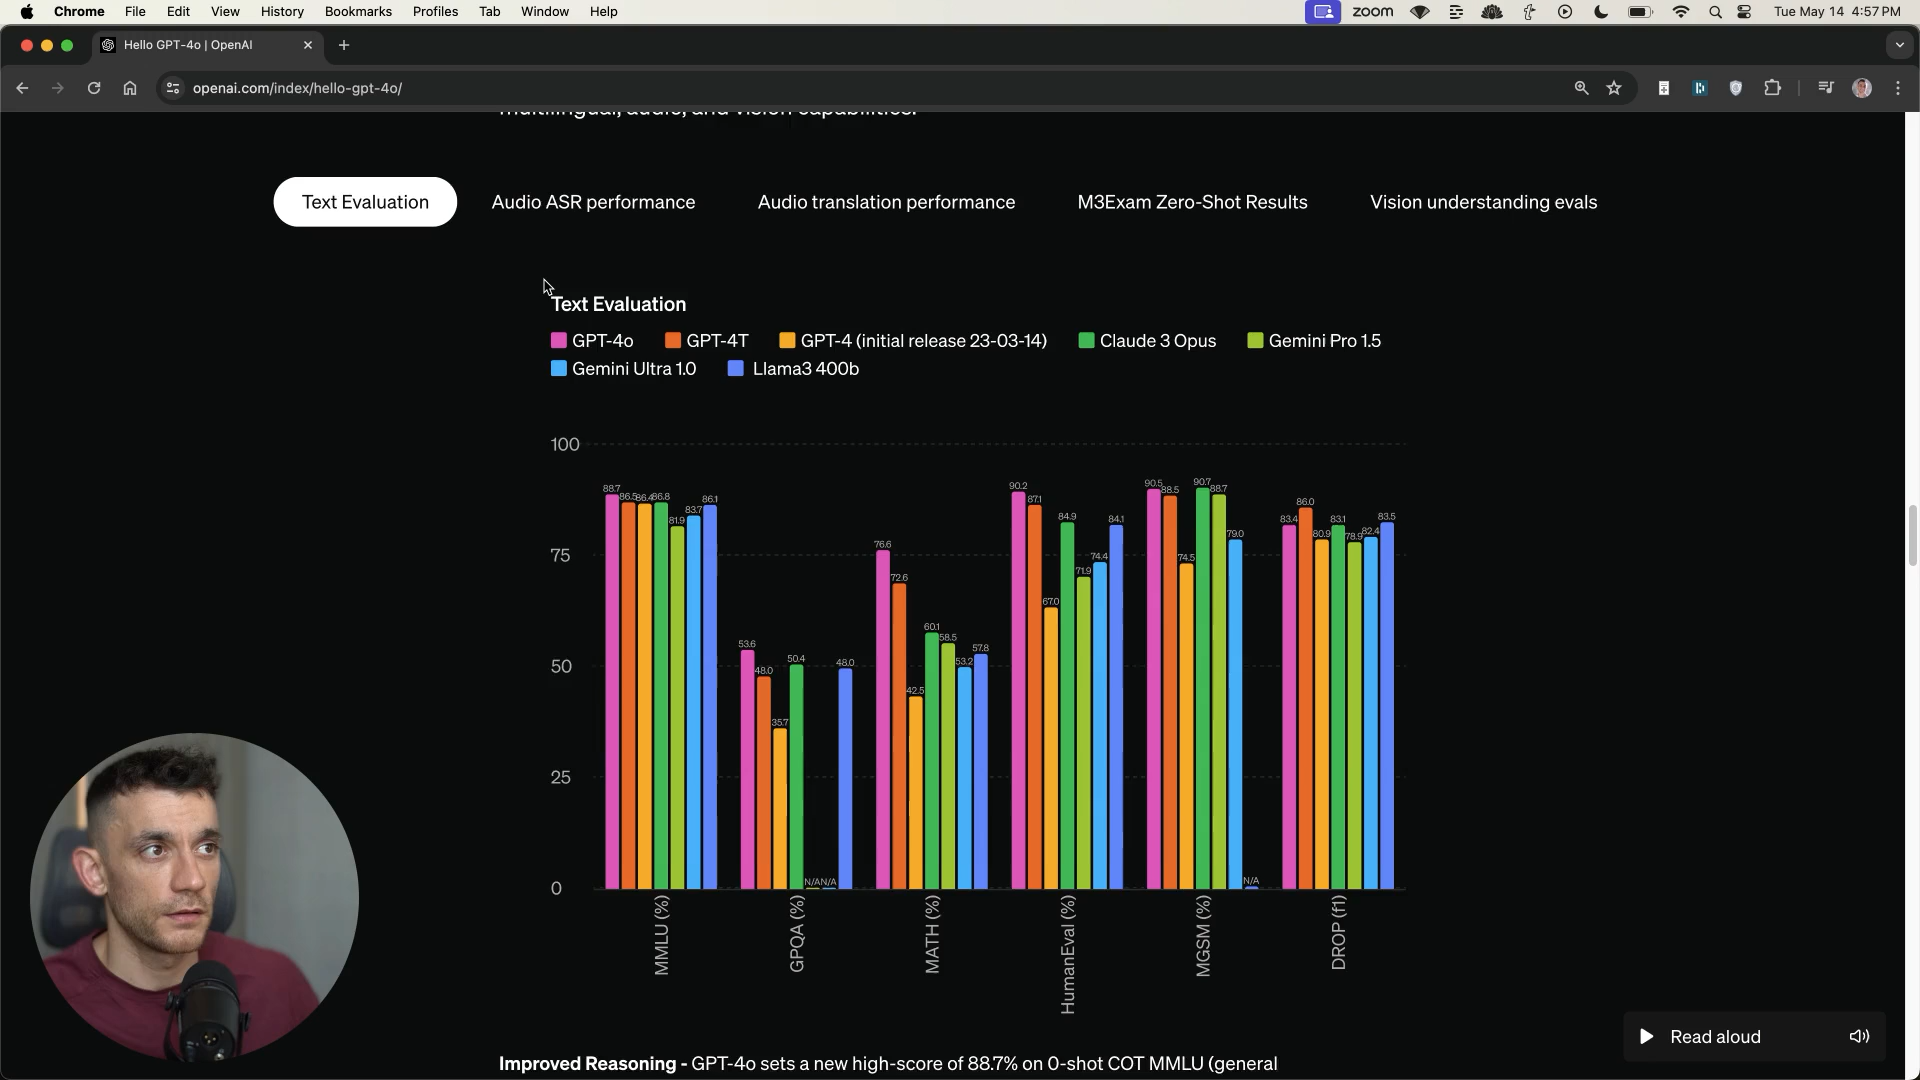 Chrome File Edit View History Bookmarks Profiles Tab Window Help zoom Tue May 14 4:57 PM
Hello GPT-4o | OpenAI
openai.com/index/hello-gpt-4o/
multilingual, audio, and vision capabilities.
Text Evaluation Audio ASR performance Audio translation performance M3Exam Zero-Shot Results Vision understanding evals
Text Evaluation
GPT-4o GPT-4T GPT-4 (initial release 23-03-14) Claude 3 Opus Gemini Pro 1.5
Gemini Ultra 1.0 Llama3 400b
100
75
50
25
0
88.7 86.5 86.4 86.8 81.9 83.7 86.1
53.6 48.0 35.7 50.4 N/A N/A 48.0
76.6 72.6 42.5 60.1 58.5 53.2 57.8
90.2 87.1 67.0 84.9 71.9 74.4 84.1
90.5 88.5 74.5 90.7 88.7 79.0 N/A
83.4 86.0 80.9 83.1 78.9 82.4 83.5
MMLU (%) GPQA (%) MATH (%) HumanEval (%) MGSM (%) DROP (f1)
Read aloud
Improved Reasoning - GPT-4o sets a new high-score of 88.7% on 0-shot COT MMLU (general